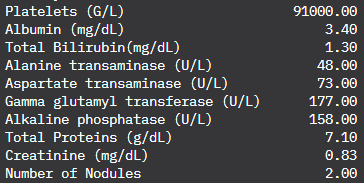 Platelets (G/L) 91000.00
Albumin (mg/dL) 3.40
Total Bilirubin(mg/dL) 1.30
Alanine transaminase (U/L) 48.00
Aspartate transaminase (U/L) 73.00
Gamma glutamyl transferase (U/L) 177.00
Alkaline phosphatase (U/L) 158.00
Total Proteins (g/dL) 7.10
Creatinine (mg/dL) 0.83
Number of Nodules 2.00